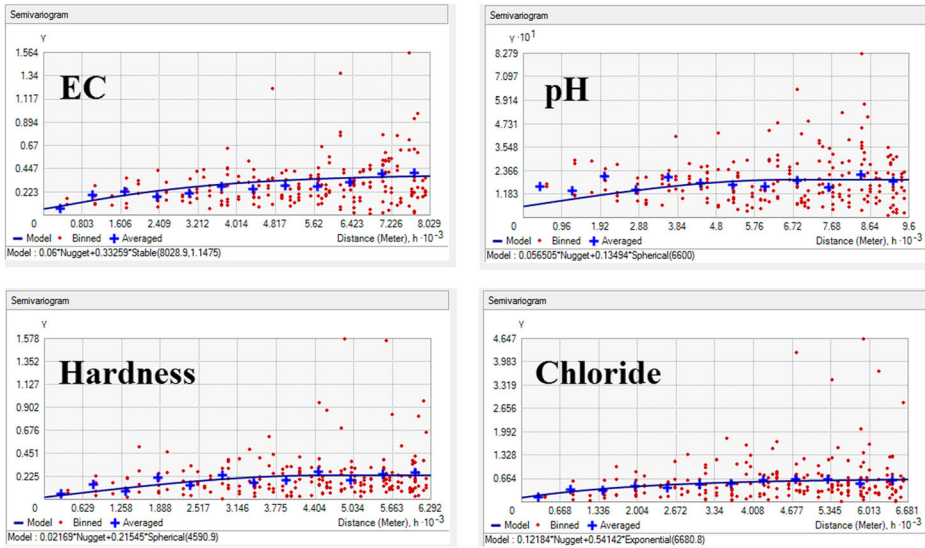 Semivariogram
γ
1.564
1.34
1.117
0.894
0.67
0.447
0.223
EC
0 0.803 1.606 2.409 3.212 4.014 4.817 5.62 6.423 7.226 8.029
Model Binned Averaged Distance (Meter), h ·10⁻³
Model : 0.06*Nugget+0.33259*Stable(8028.9,1.1475)
Semivariogram
γ ·10¹
8.279
7.097
5.914
4.731
3.548
2.366
1.183
pH
0 0.96 1.92 2.88 3.84 4.8 5.76 6.72 7.68 8.64 9.6
Model Binned Averaged Distance (Meter), h ·10⁻³
Model : 0.056505*Nugget+0.13494*Spherical(6600)
Semivariogram
γ
1.578
1.352
1.127
0.902
0.676
0.451
0.225
Hardness
0 0.629 1.258 1.888 2.517 3.146 3.775 4.404 5.034 5.663 6.292
Model Binned Averaged Distance (Meter), h ·10⁻³
Model : 0.02169*Nugget+0.21545*Spherical(4590.9)
Semivariogram
γ
4.647
3.983
3.319
2.656
1.992
1.328
0.664
Chloride
0 0.668 1.336 2.004 2.672 3.34 4.008 4.677 5.345 6.013 6.681
Model Binned Averaged Distance (Meter), h ·10⁻³
Model : 0.12184*Nugget+0.54142*Exponential(6680.8)